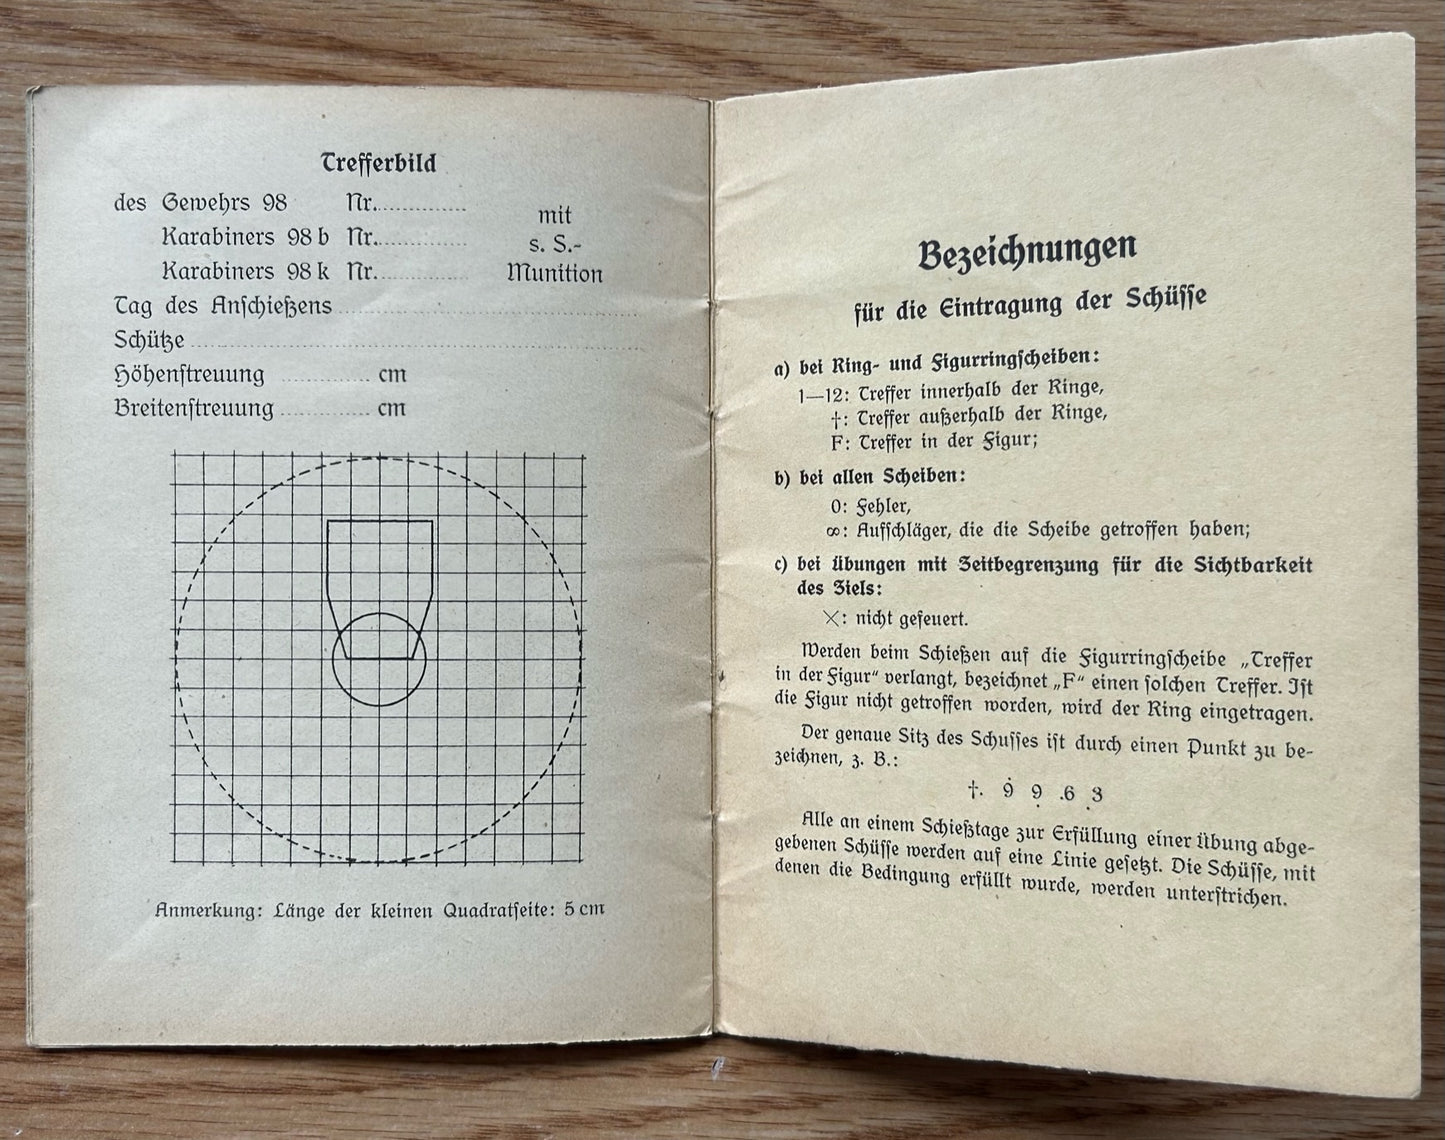 Trefferbild
des Gewehrs 98 Nr. ............
Karabiners 98 b Nr. ............
Karabiners 98 k Nr. ............
mit
s. S.-
Munition
Tag des Anschießens ............
Schütze ............
Höhenstreuung ............ cm
Breitenstreuung ............ cm
Anmerkung: Länge der kleinen Quadratseite: 5 cm
Bezeichnungen
für die Eintragung der Schüsse
a) bei Ring- und Figurringscheiben:
1—12: Treffer innerhalb der Ringe,
†: Treffer außerhalb der Ringe,
F: Treffer in der Figur;
b) bei allen Scheiben:
0: Fehler,
∞: Aufschläger, die die Scheibe getroffen haben;
c) bei Übungen mit Zeitbegrenzung für die Sichtbarkeit
des Ziels:
×: nicht gefeuert.
Werden beim Schießen auf die Figurringscheibe „Treffer
in der Figur“ verlangt, bezeichnet „F“ einen solchen Treffer. Ist
die Figur nicht getroffen worden, wird der Ring eingetragen.
Der genaue Sitz des Schusses ist durch einen Punkt zu be-
zeichnen, z. B.:
†. 9̇ 9̣ .6 .3
Alle an einem Schießtage zur Erfüllung einer Übung abge-
gebenen Schüsse werden auf eine Linie gesetzt. Die Schüsse, mit
denen die Bedingung erfüllt wurde, werden unterstrichen.